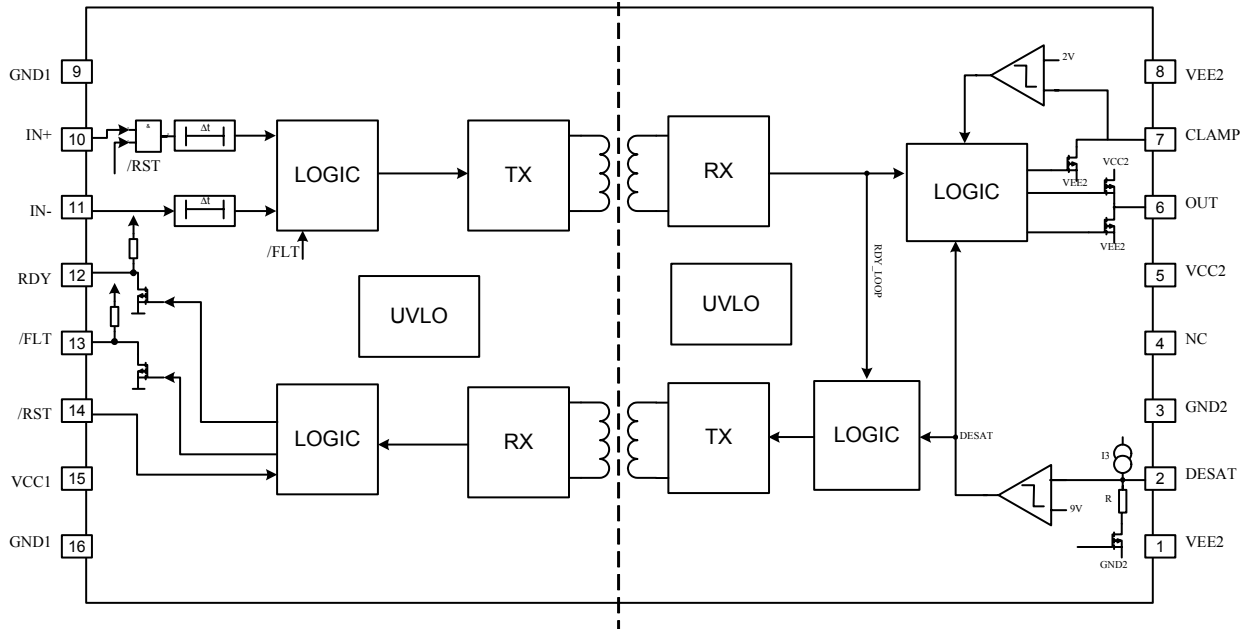 GND1
9
IN+
10
&
/RST
Δt
IN-
11
Δt
LOGIC
/FLT
TX
RDY
12
/FLT
13
UVLO
/RST
14
LOGIC
RX
VCC1
15
GND1
16
RX
RDY_LOOP
LOGIC
2V
8
VEE2
7
CLAMP
VCC2
VEE2
6
OUT
VEE2
UVLO
5
VCC2
4
NC
TX
LOGIC
DESAT
3
GND2
I3
2
DESAT
R
9V
GND2
1
VEE2